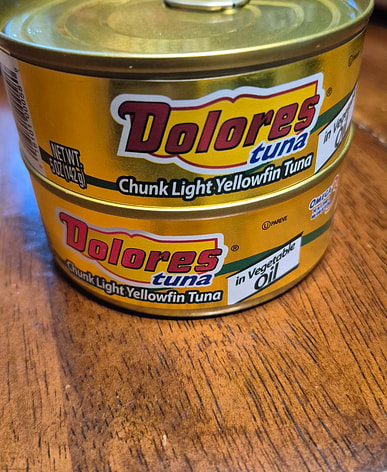 Dolores
tuna
Chunk Light Yellowfin Tuna
in Vegetable
Oil
NET WT.
5 OZ (142g)
Dolores
tuna
Chunk Light Yellowfin Tuna
PAREVE
in Vegetable
Oil